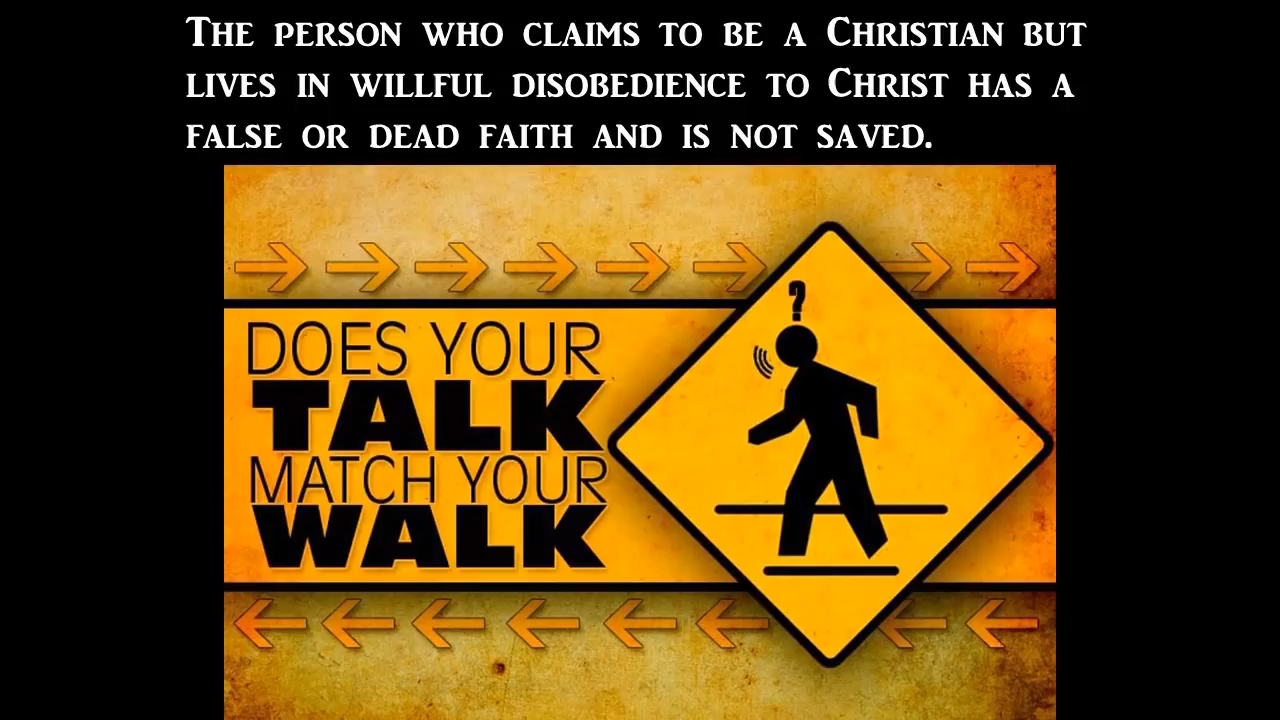 The person who claims to be a Christian but
lives in willful disobedience to Christ has a
false or dead faith and is not saved.
?
DOES YOUR
TALK
MATCH YOUR
WALK